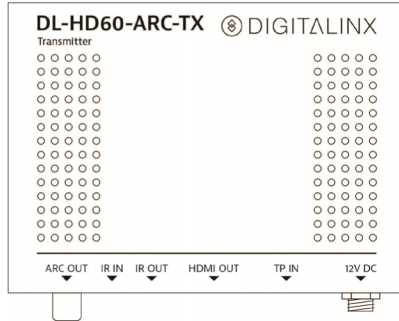 DL-HD60-ARC-TX DIGITALINX
Transmitter
ARC OUT IR IN IR OUT HDMI OUT TP IN 12V DC